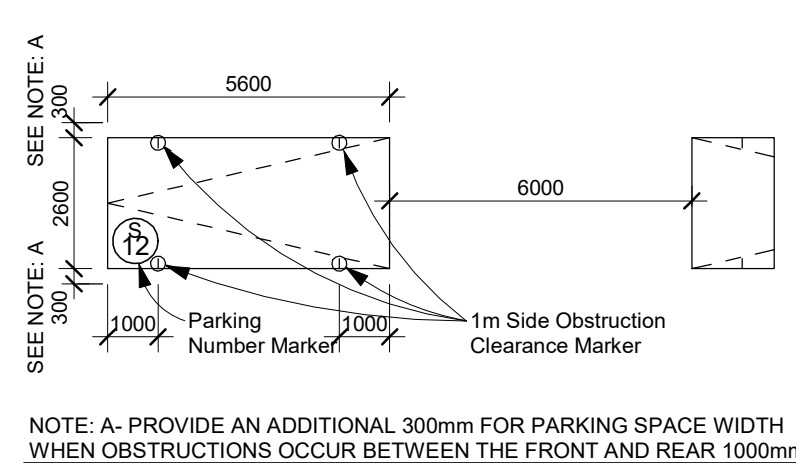 SEE NOTE: A
300
5600
2600
6000
S
12
SEE NOTE: A
300
1000
Parking
Number Marker
1000
1m Side Obstruction
Clearance Marker
NOTE: A- PROVIDE AN ADDITIONAL 300mm FOR PARKING SPACE WIDTH
WHEN OBSTRUCTIONS OCCUR BETWEEN THE FRONT AND REAR 1000mm